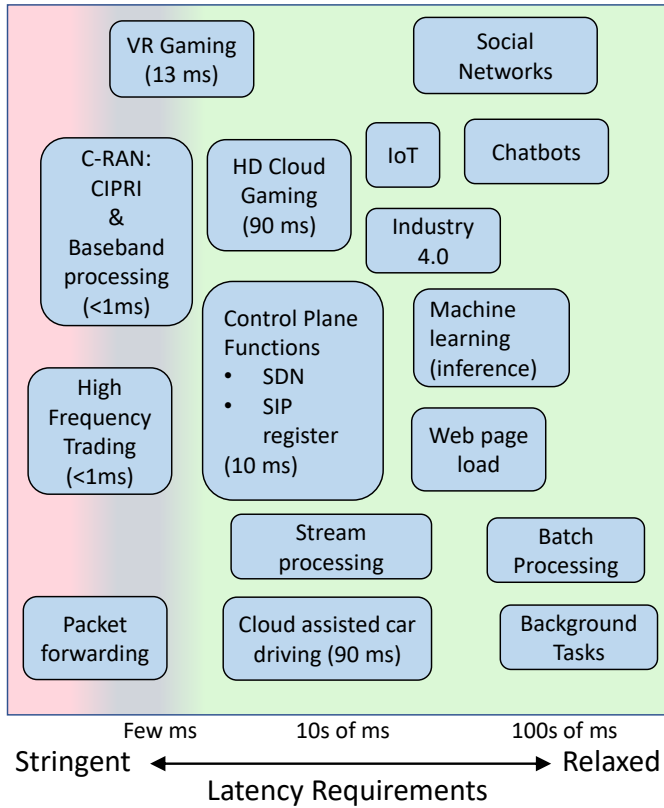 VR Gaming
(13 ms)
Social
Networks
C-RAN:
CIPRI
&
Baseband
processing
(<1ms)
HD Cloud
Gaming
(90 ms)
IoT
Chatbots
Industry
4.0
Control Plane
Functions
• SDN
• SIP
register
(10 ms)
Machine
learning
(inference)
High
Frequency
Trading
(<1ms)
Web page
load
Stream
processing
Batch
Processing
Packet
forwarding
Cloud assisted car
driving (90 ms)
Background
Tasks
Few ms
10s of ms
100s of ms
Stringent
Relaxed
Latency Requirements